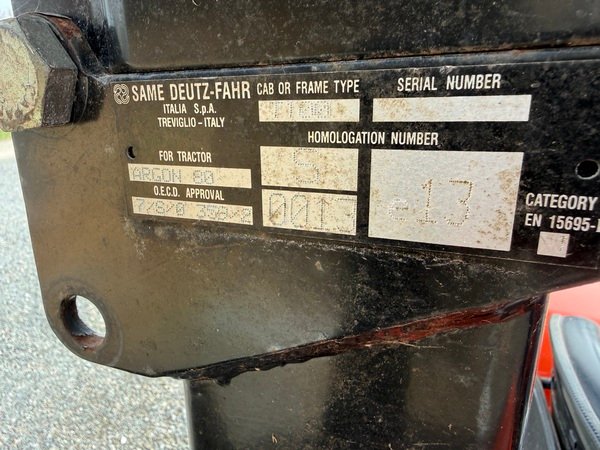 SAME DEUTZ-FAHR
ITALIA S.p.A.
TREVIGLIO - ITALY
CAB OR FRAME TYPE
SERIAL NUMBER
HOMOLOGATION NUMBER
FOR TRACTOR
ARGON 80
S
O.E.C.D. APPROVAL
0013
-13
CATEGORY
EN 15695-